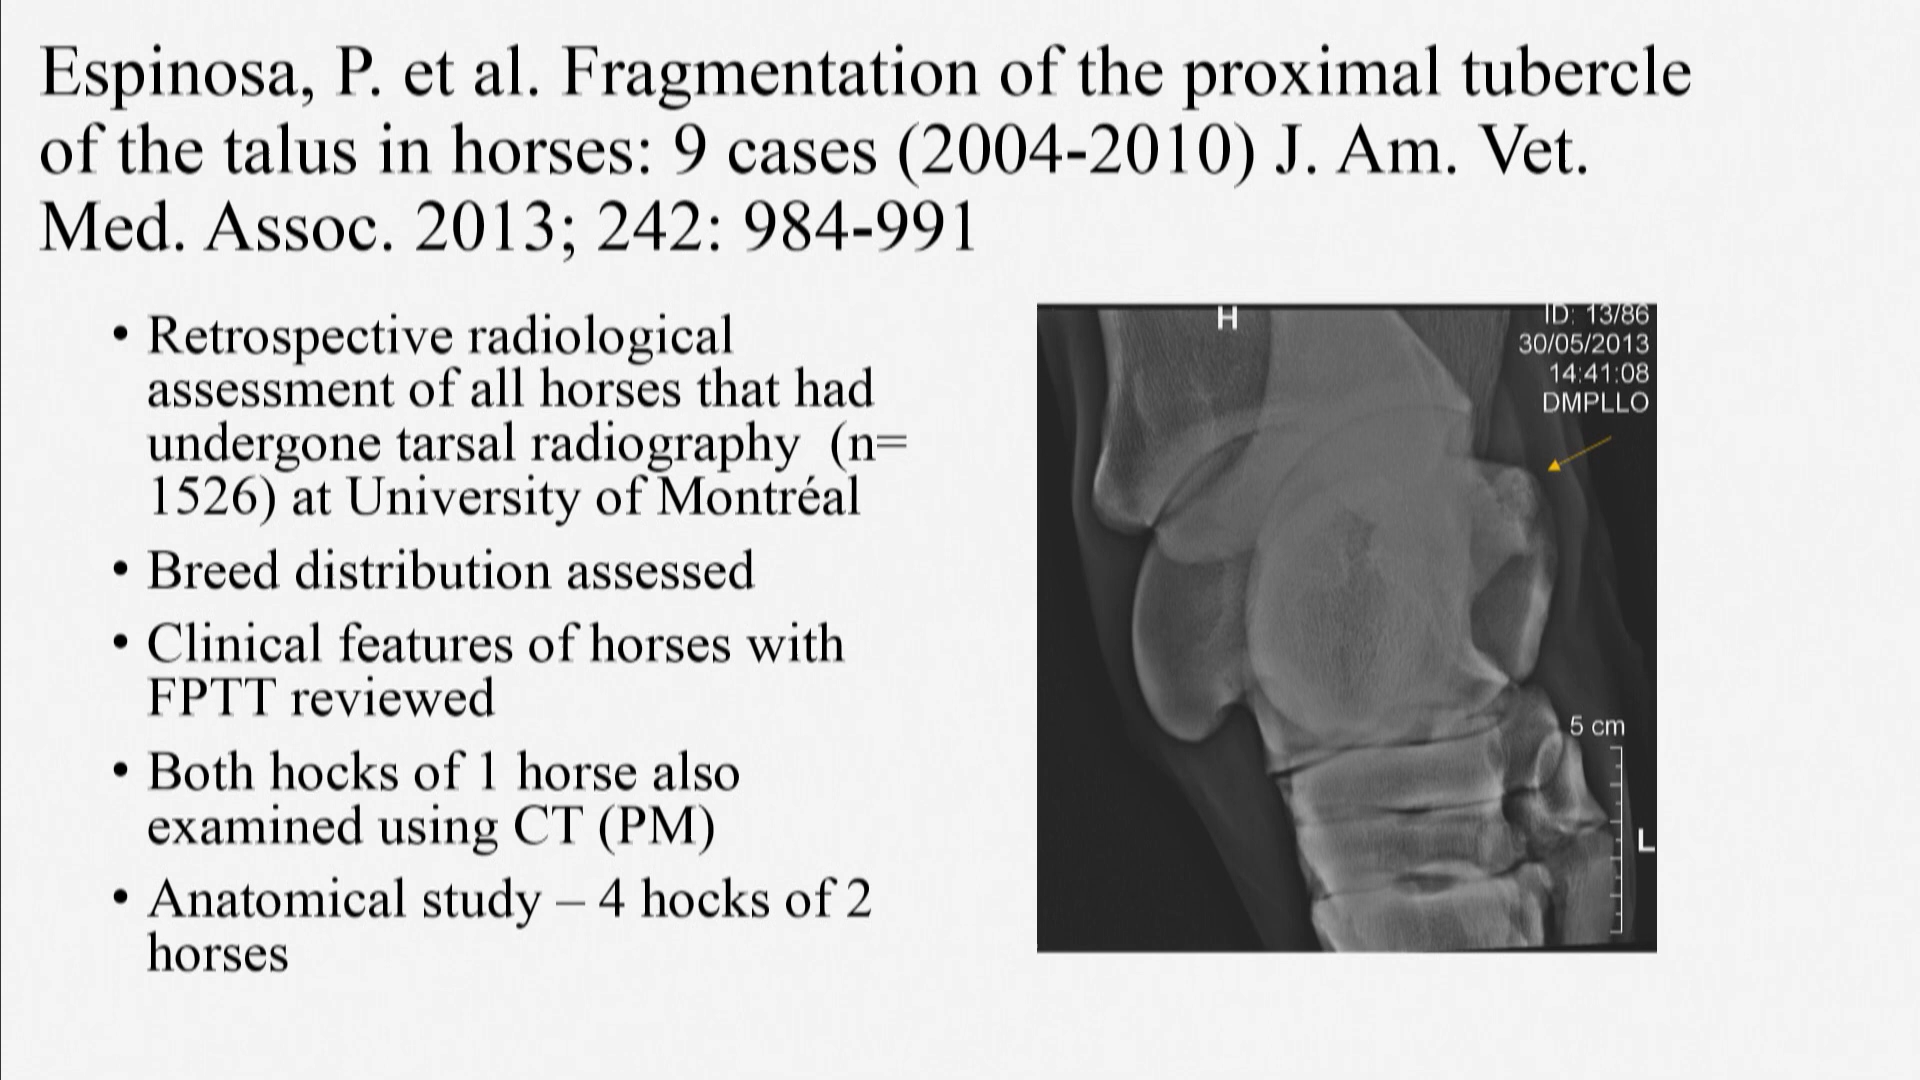 Espinosa, P. et al. Fragmentation of the proximal tubercle
of the talus in horses: 9 cases (2004-2010) J. Am. Vet.
Med. Assoc. 2013; 242: 984-991
• Retrospective radiological
assessment of all horses that had
undergone tarsal radiography (n=
1526) at University of Montréal
• Breed distribution assessed
• Clinical features of horses with
FPTT reviewed
• Both hocks of 1 horse also
examined using CT (PM)
• Anatomical study – 4 hocks of 2
horses
H
ID: 13/86
30/05/2013
14:41:08
DMPLLO
5 cm
L